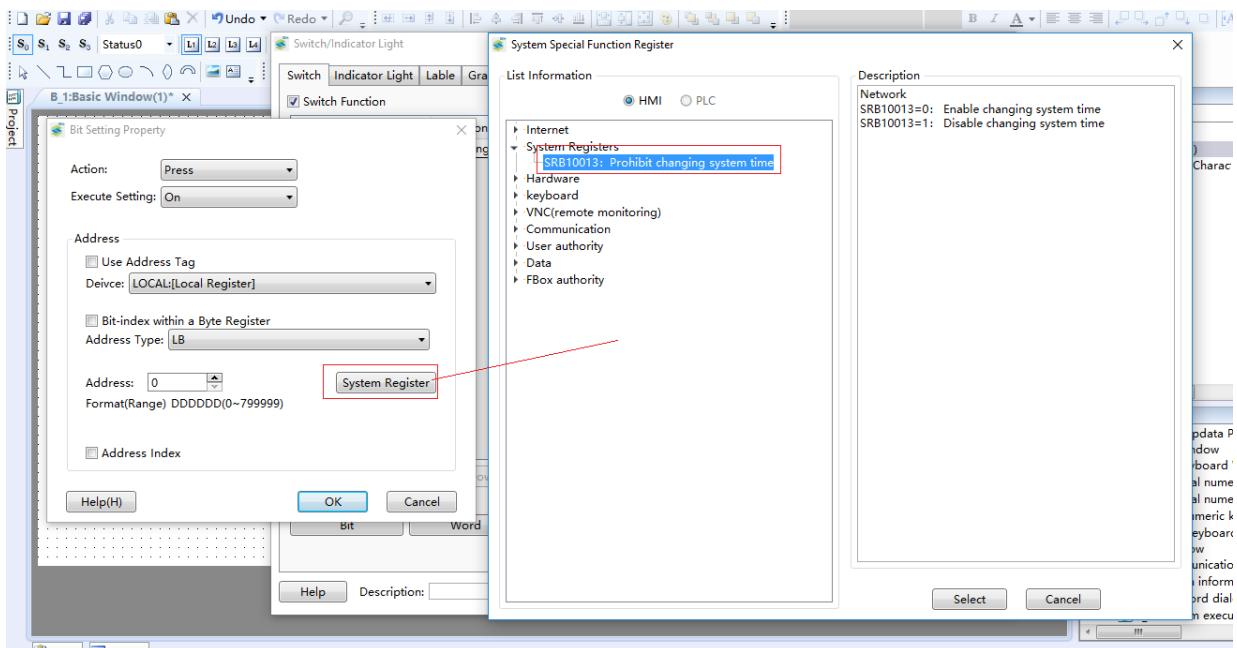 Undo
Redo
B I A
S0 S1 S2 S3 Status0 L1 L2 L3 L4
Project
B_1:Basic Window(1)*
Switch/Indicator Light
Switch Indicator Light Lable Gra
Switch Function
Bit Word
Help Description:
Bit Setting Property
Action: Press
Execute Setting: On
Address
Use Address Tag
Deivce: LOCAL:[Local Register]
Bit-index within a Byte Register
Address Type: LB
Address: 0 System Register
Format(Range) DDDDDD(0~799999)
Address Index
Help(H) OK Cancel
System Special Function Register
List Information
HMI PLC
Internet
System Registers
SRB10013: Prohibit changing system time
Hardware
keyboard
VNC(remote monitoring)
Communication
User authority
Data
FBox authority
Description
Network
SRB10013=0: Enable changing system time
SRB10013=1: Disable changing system time
Select Cancel